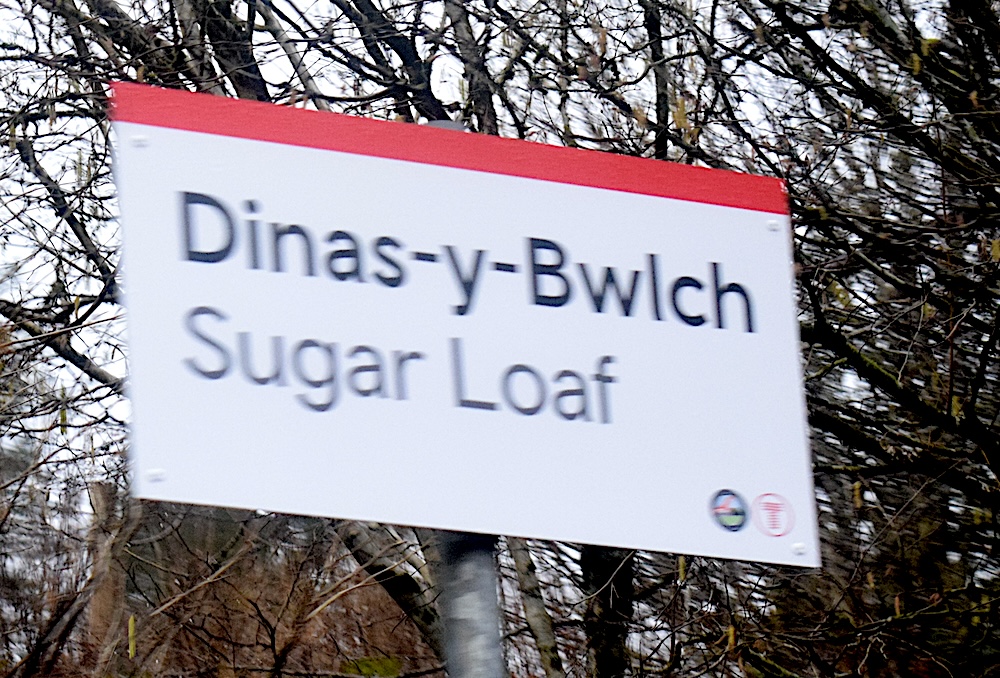 Dinas-y-Bwlch
Sugar Loaf
T